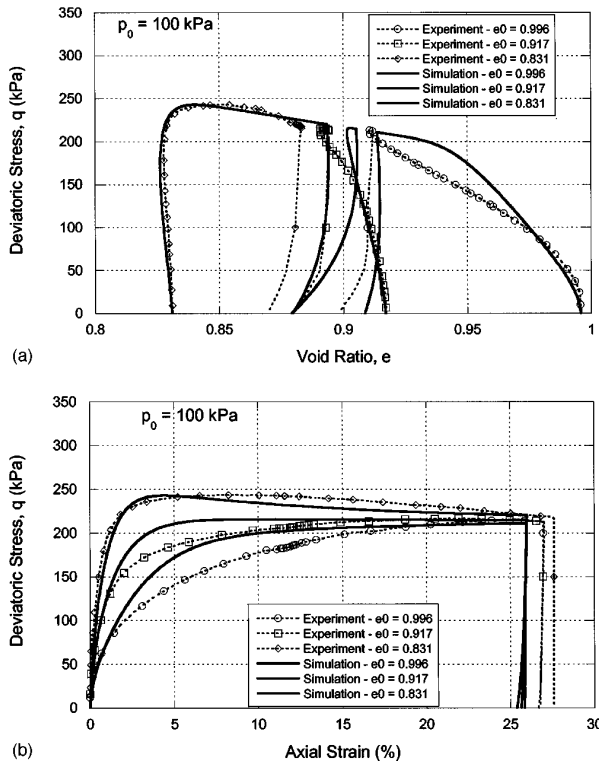 p0 = 100 kPa
Experiment - e0 = 0.996
Experiment - e0 = 0.917
Experiment - e0 = 0.831
Simulation - e0 = 0.996
Simulation - e0 = 0.917
Simulation - e0 = 0.831
Deviatoric Stress, q (kPa)
350
300
250
200
150
100
50
0
0.8
0.85
0.9
0.95
1
Void Ratio, e
(a)
p0 = 100 kPa
Deviatoric Stress, q (kPa)
350
300
250
200
150
100
50
0
Experiment - e0 = 0.996
Experiment - e0 = 0.917
Experiment - e0 = 0.831
Simulation - e0 = 0.996
Simulation - e0 = 0.917
Simulation - e0 = 0.831
0
5
10
15
20
25
30
Axial Strain (%)
(b)